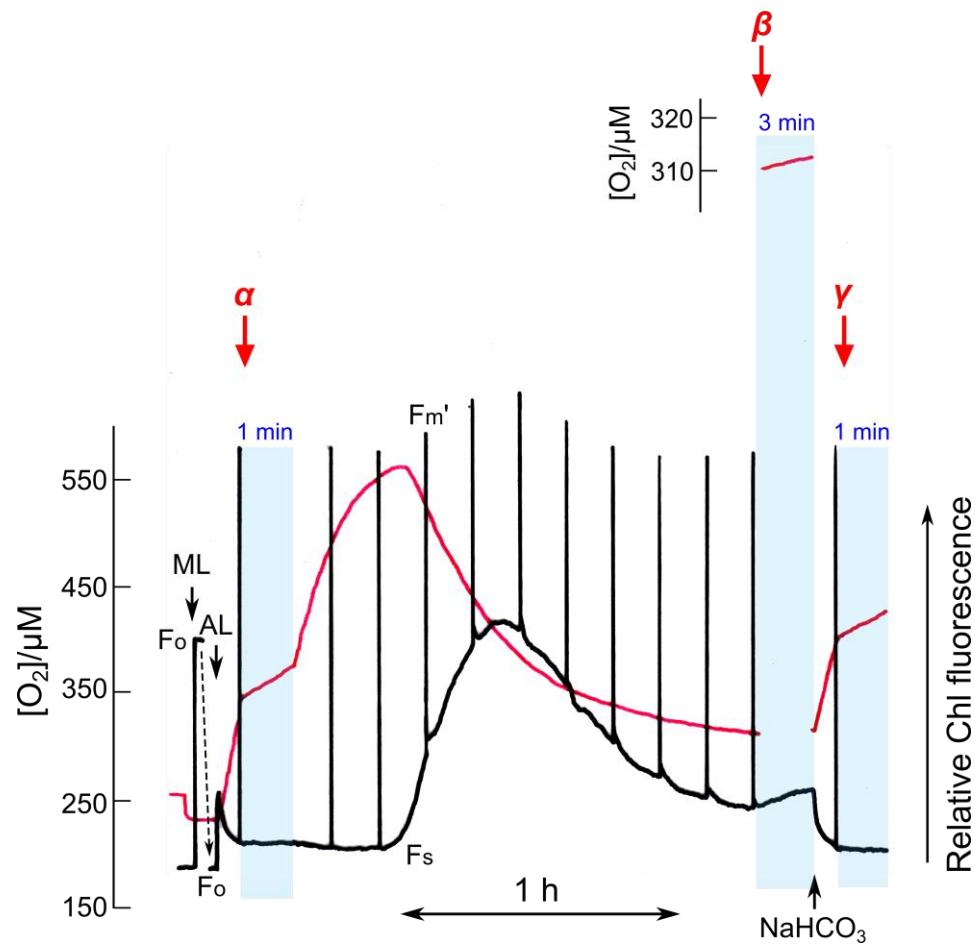 β
320
3 min
310
[O₂]/μM
α
γ
1 min
Fm'
1 min
550
ML
450
Fo
AL
350
[O₂]/μM
Relative Chl fluorescence
250
Fs
Fo
1 h
150
NaHCO₃